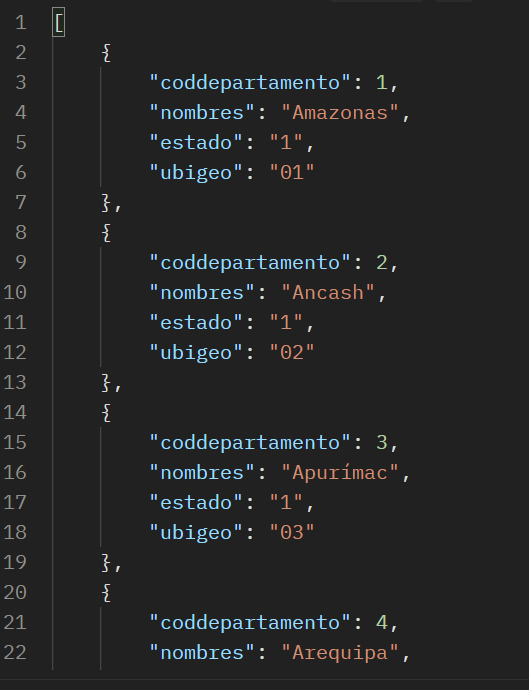 1 [
2 {
3 "coddepartamento": 1,
4 "nombres": "Amazonas",
5 "estado": "1",
6 "ubigeo": "01"
7 },
8 {
9 "coddepartamento": 2,
10 "nombres": "Ancash",
11 "estado": "1",
12 "ubigeo": "02"
13 },
14 {
15 "coddepartamento": 3,
16 "nombres": "Apurímac",
17 "estado": "1",
18 "ubigeo": "03"
19 },
20 {
21 "coddepartamento": 4,
22 "nombres": "Arequipa",